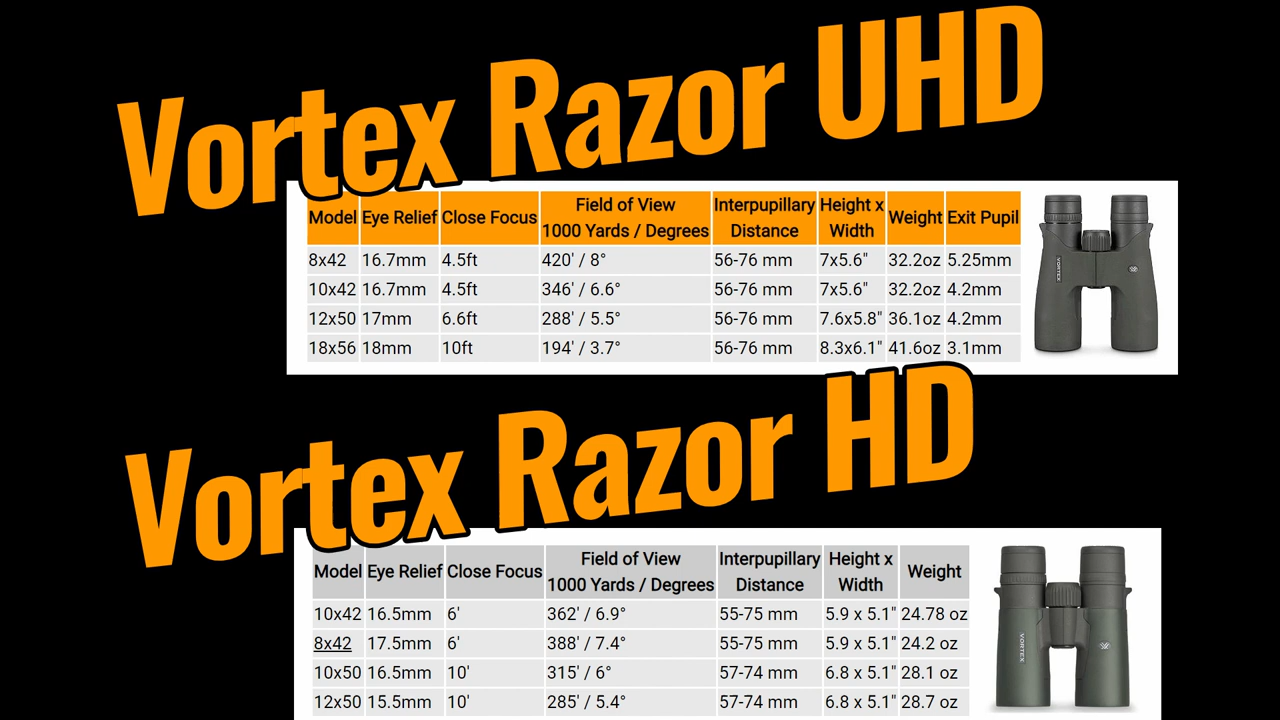 Vortex Razor UHD
Model Eye Relief Close Focus Field of View 1000 Yards / Degrees Interpupillary Distance Height x Width Weight Exit Pupil
8x42 16.7mm 4.5ft 420' / 8° 56-76 mm 7x5.6" 32.2oz 5.25mm
10x42 16.7mm 4.5ft 346' / 6.6° 56-76 mm 7x5.6" 32.2oz 4.2mm
12x50 17mm 6.6ft 288' / 5.5° 56-76 mm 7.6x5.8" 36.1oz 4.2mm
18x56 18mm 10ft 194' / 3.7° 56-76 mm 8.3x6.1" 41.6oz 3.1mm
VORTEX
Vortex Razor HD
Model Eye Relief Close Focus Field of View 1000 Yards / Degrees Interpupillary Distance Height x Width Weight
10x42 16.5mm 6' 362' / 6.9° 55-75 mm 5.9 x 5.1" 24.78 oz
8x42 17.5mm 6' 388' / 7.4° 55-75 mm 5.9 x 5.1" 24.2 oz
10x50 16.5mm 10' 315' / 6° 57-74 mm 6.8 x 5.1" 28.1 oz
12x50 15.5mm 10' 285' / 5.4° 57-74 mm 6.8 x 5.1" 28.7 oz
VORTEX